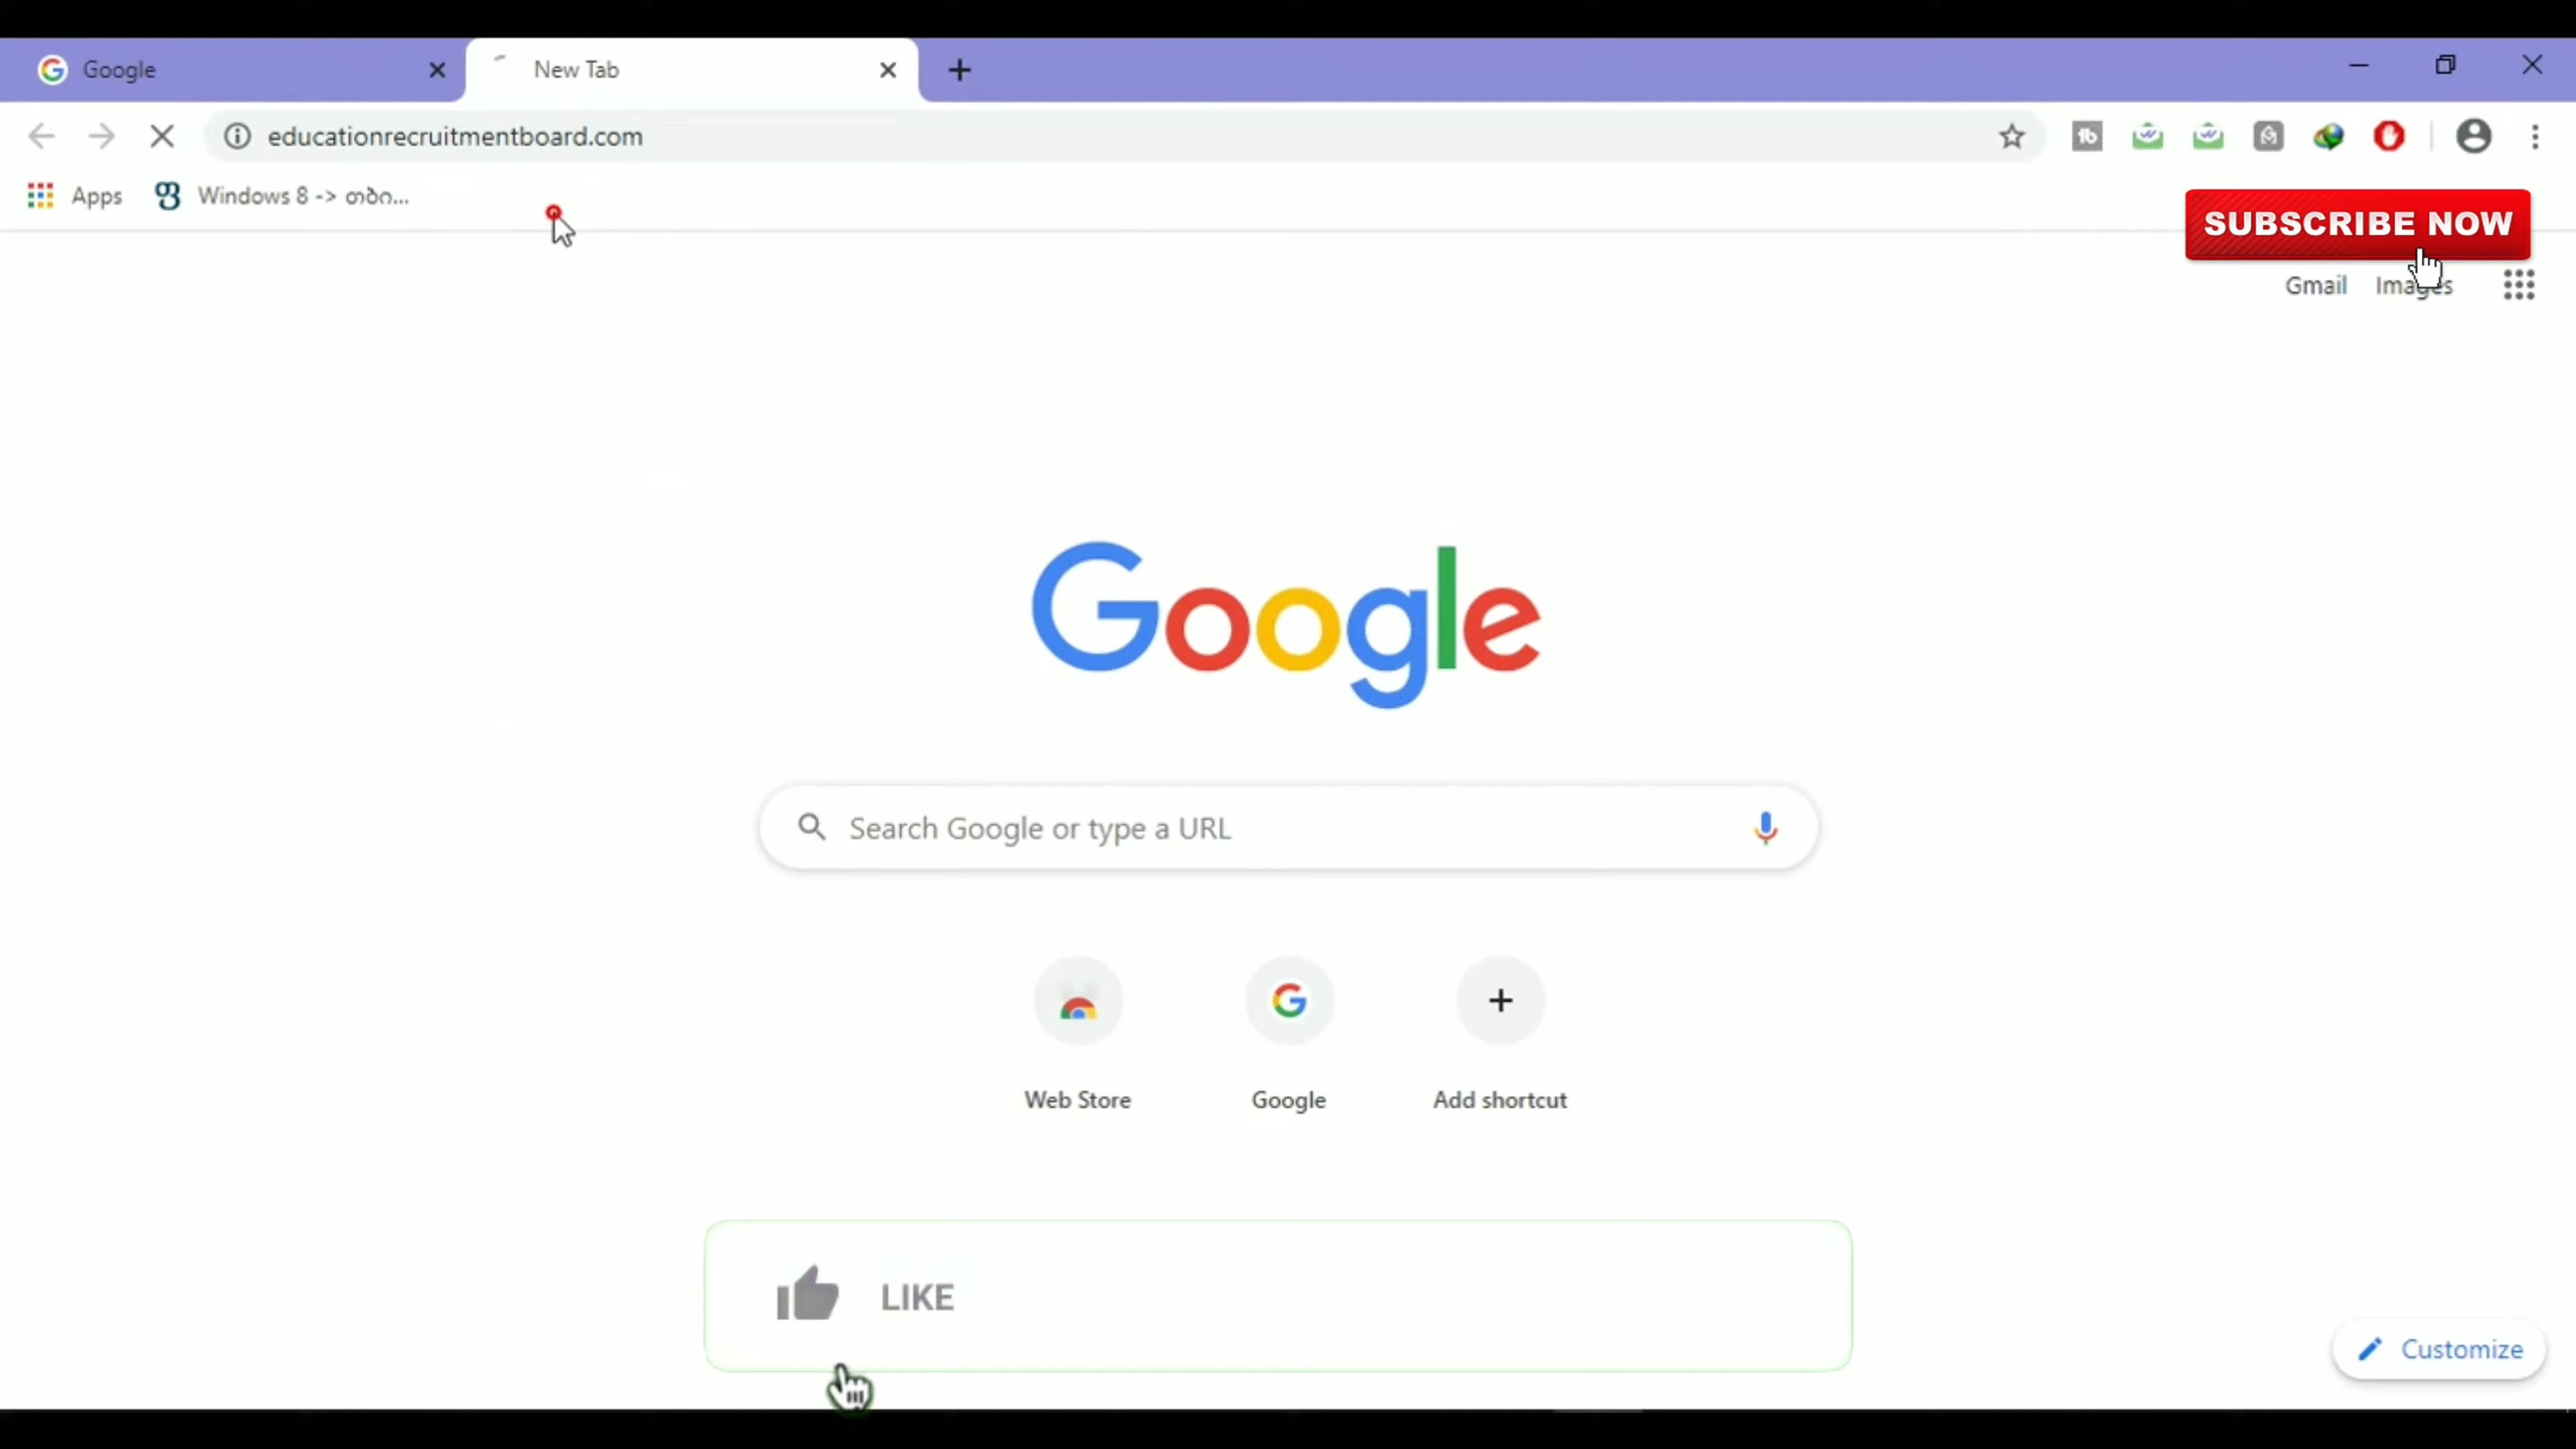 Google
New Tab
educationrecruitmentboard.com
Apps
Windows 8 -> თბი...
SUBSCRIBE NOW
Gmail
Images
Google
Search Google or type a URL
Web Store
Google
Add shortcut
LIKE
Customize